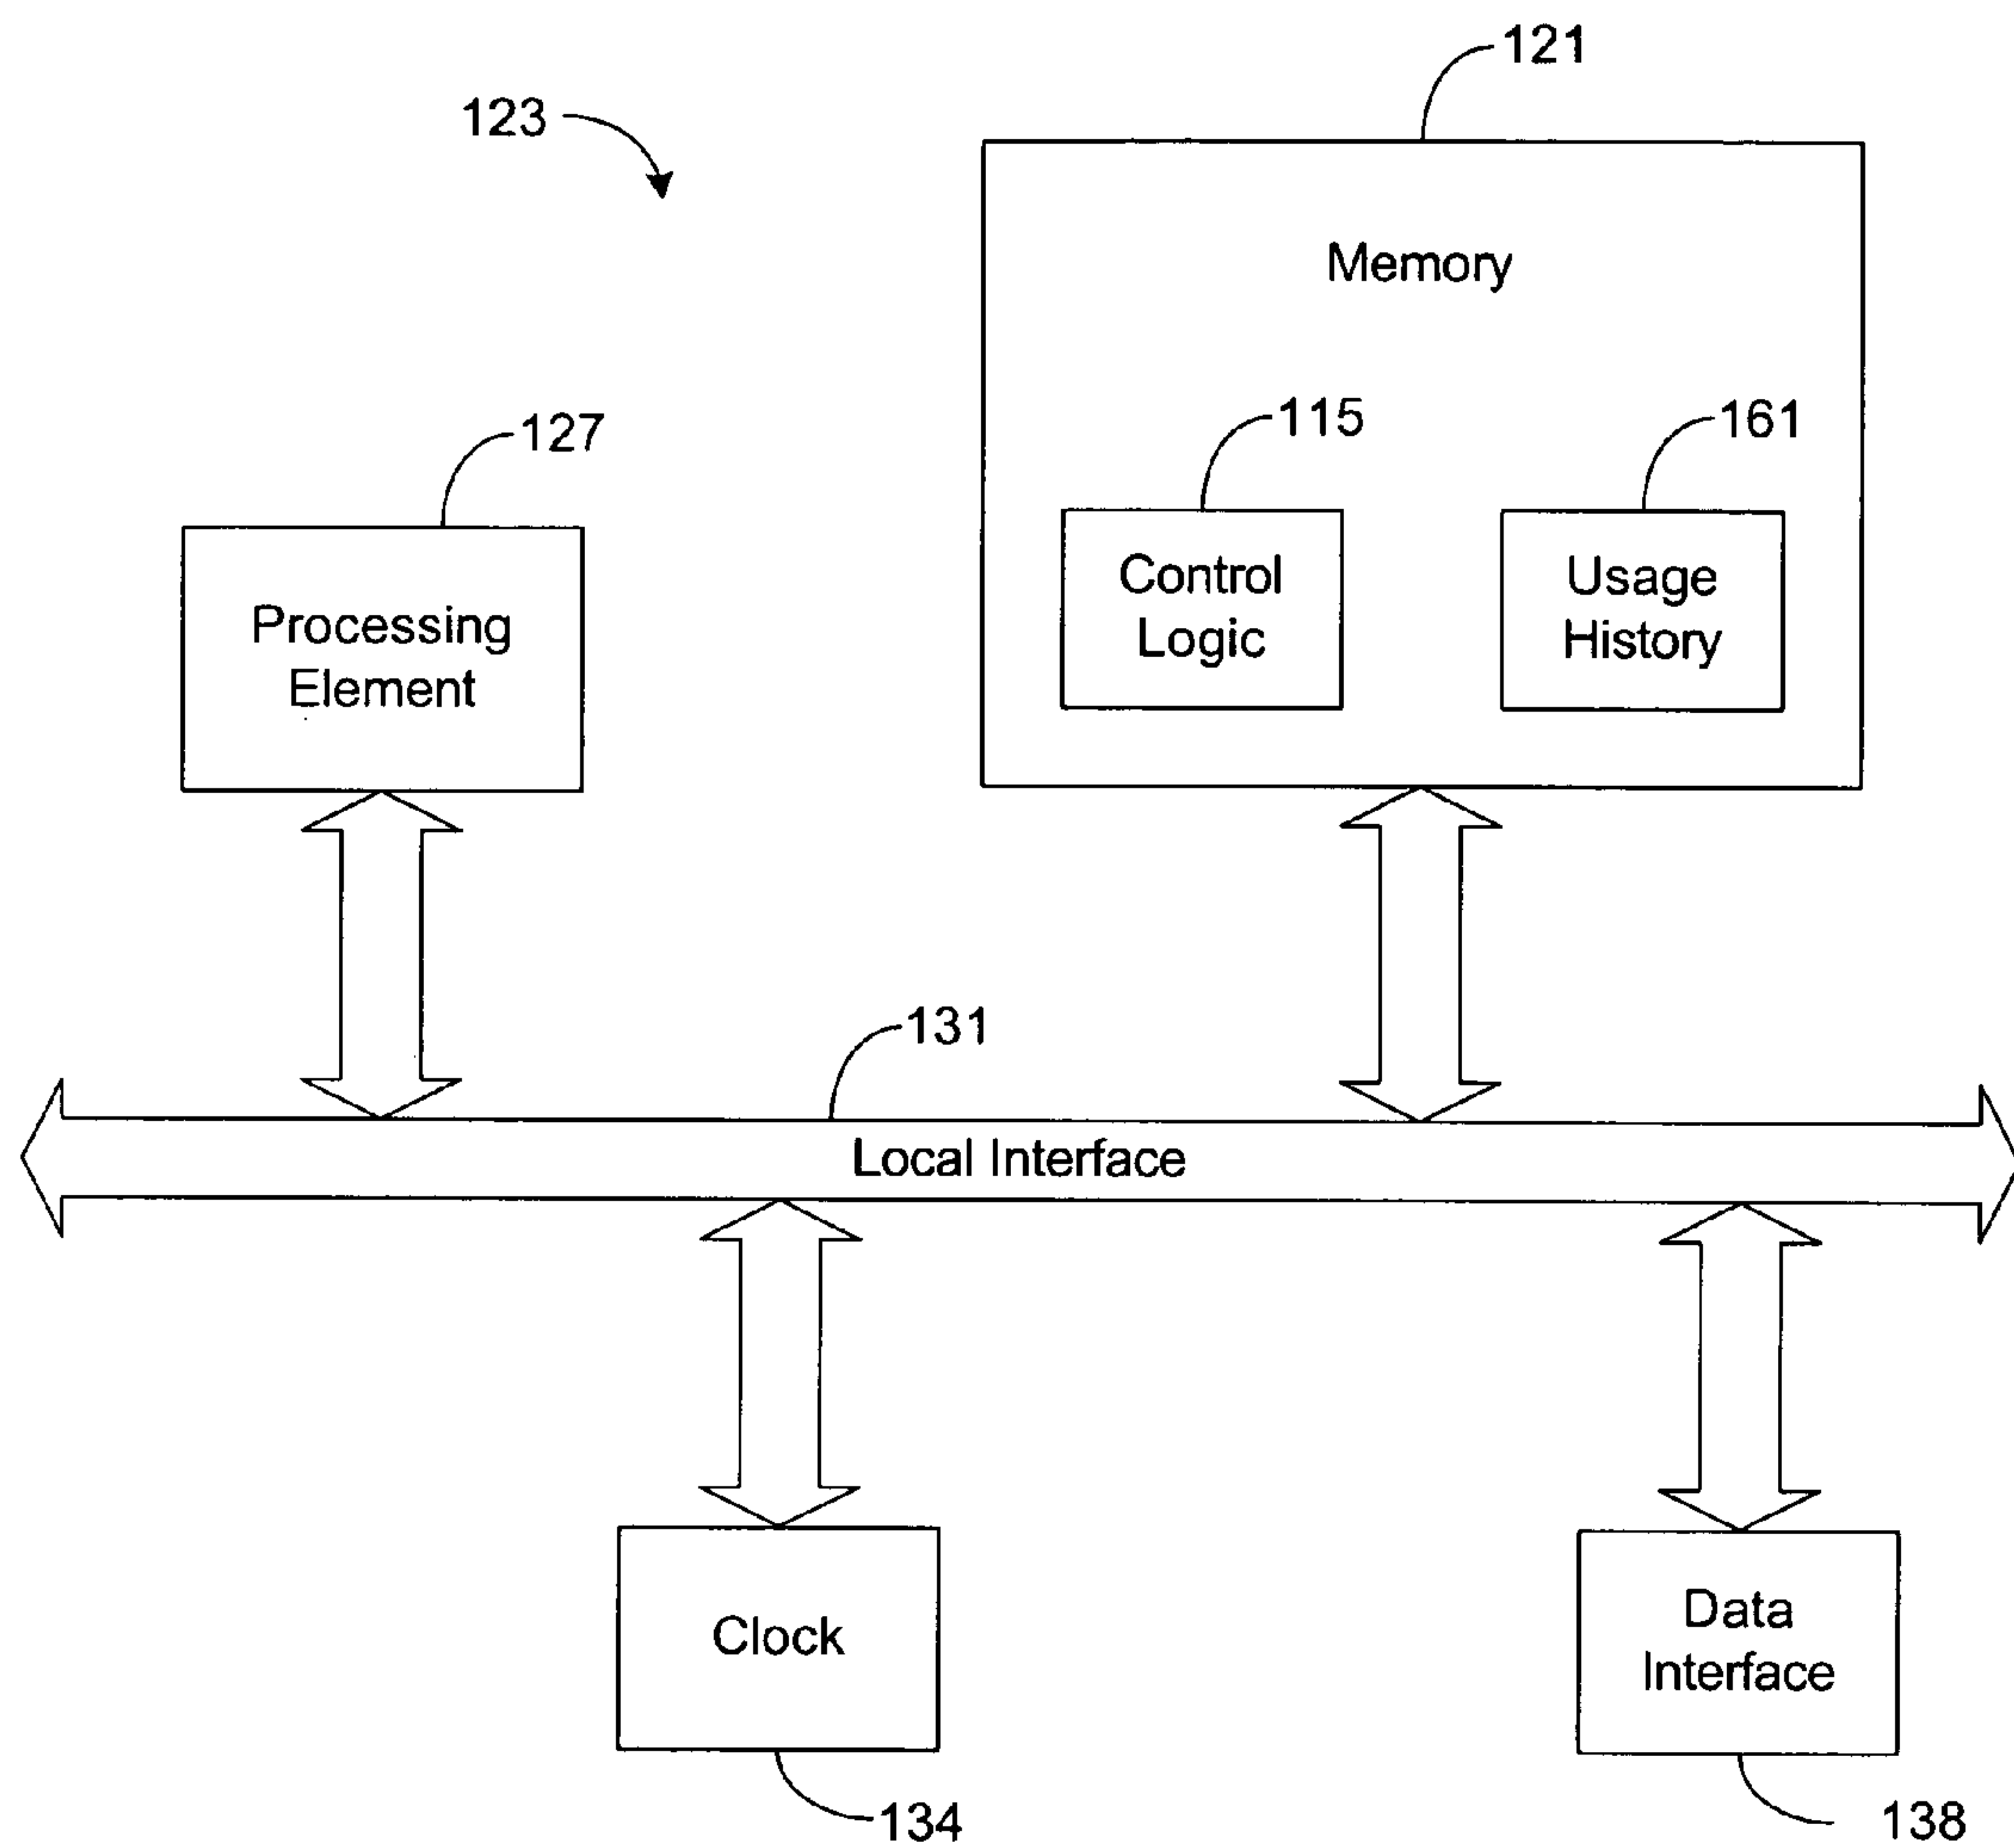 121
123
Memory
115
161
127
Control
Logic
Usage
History
Processing
Element
131
Local Interface
Clock
Data
Interface
134
138